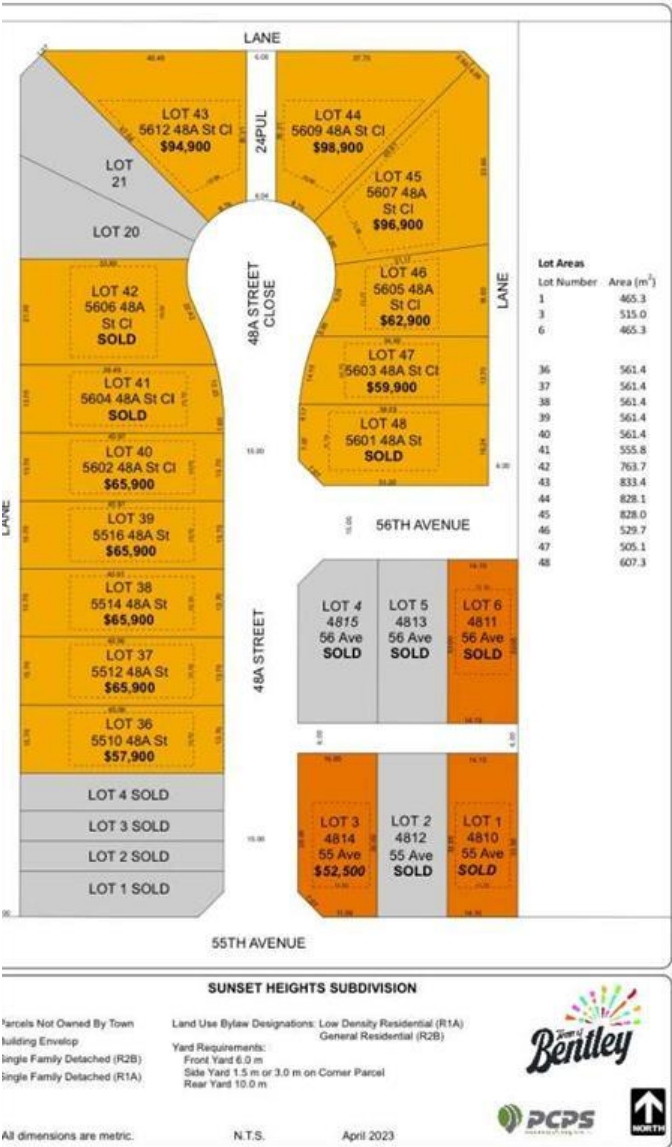 LANE
24PUL
LOT 43
5612 48A St Cl
$94,900
LOT 44
5609 48A St Cl
$98,900
LOT
21
LOT 45
5607 48A
St Cl
$96,900
LOT 20
LOT 42
5606 48A
St Cl
SOLD
48A STREET
CLOSE
LOT 46
5605 48A
St Cl
$62,900
LANE
LOT 41
5604 48A St Cl
SOLD
LOT 47
5603 48A St Cl
$59,900
LOT 40
5602 48A St Cl
$65,900
LOT 48
5601 48A St
SOLD
15.00
6.00
LANE
LOT 39
5516 48A St
$65,900
15.00
56TH AVENUE
LOT 38
5514 48A St
$65,900
48A STREET
LOT 4
4815
56 Ave
SOLD
LOT 5
4813
56 Ave
SOLD
LOT 6
4811
56 Ave
SOLD
LOT 37
5512 48A St
$65,900
LOT 36
5510 48A St
$57,900
6.00
LOT 4 SOLD
LOT 3 SOLD
LOT 2 SOLD
LOT 1 SOLD
15.00
LOT 3
4814
55 Ave
$52,500
LOT 2
4812
55 Ave
SOLD
LOT 1
4810
55 Ave
SOLD
55TH AVENUE
Lot Areas
Lot Number Area (m²)
1 465.3
3 515.0
6 465.3
36 561.4
37 561.4
38 561.4
39 561.4
40 561.4
41 555.8
42 763.7
43 833.4
44 828.1
45 828.0
46 529.7
47 505.1
48 607.3
SUNSET HEIGHTS SUBDIVISION
Parcels Not Owned By Town
Building Envelop
Single Family Detached (R2B)
Single Family Detached (R1A)
Land Use Bylaw Designations: Low Density Residential (R1A)
General Residential (R2B)
Yard Requirements:
Front Yard 6.0 m
Side Yard 1.5 m or 3.0 m on Corner Parcel
Rear Yard 10.0 m
All dimensions are metric.
N.T.S.
April 2023
Town of
Bentley
PCPS
NORTH